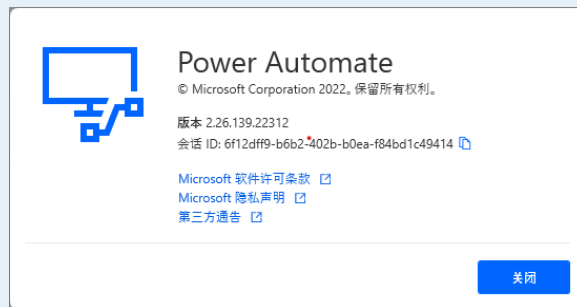 Power Automate
© Microsoft Corporation 2022。保留所有权利。
版本 2.26.139.22312
会话 ID: 6f12dff9-b6b2-402b-b0ea-f84bd1c49414
Microsoft 软件许可条款
Microsoft 隐私声明
第三方通告
关闭